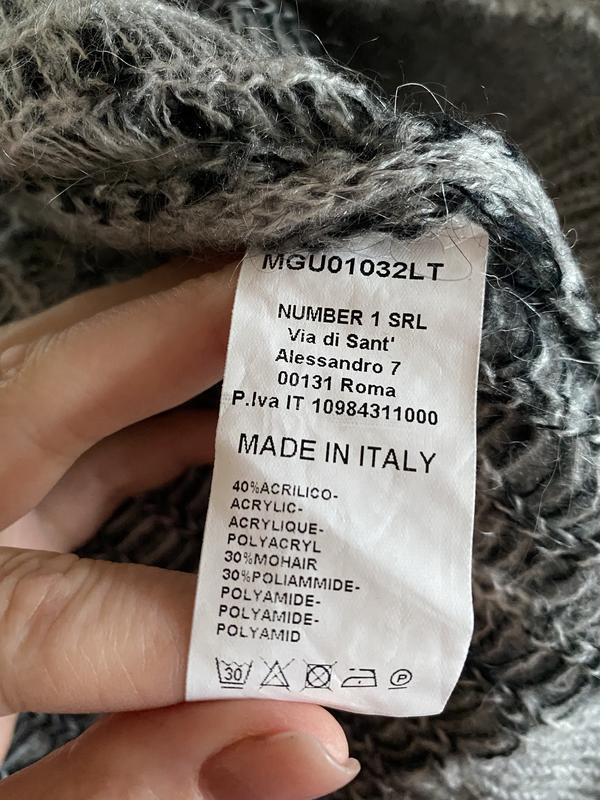 MGU01032LT
NUMBER 1 SRL
Via di Sant'
Alessandro 7
00131 Roma
P.Iva IT 10984311000
MADE IN ITALY
40%ACRILICO-
ACRYLIC-
ACRYLIQUE-
POLYACRYL
30%MOHAIR
30%POLIAMMIDE-
POLYAMIDE-
POLYAMIDE-
POLYAMID
30 P